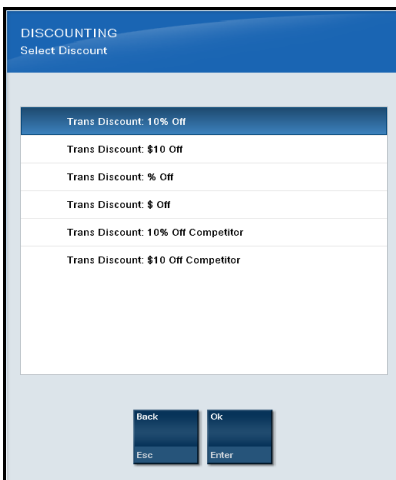 DISCOUNTING
Select Discount
Trans Discount: 10% Off
Trans Discount: $10 Off
Trans Discount: % Off
Trans Discount: $ Off
Trans Discount: 10% Off Competitor
Trans Discount: $10 Off Competitor
Back Ok
Esc Enter